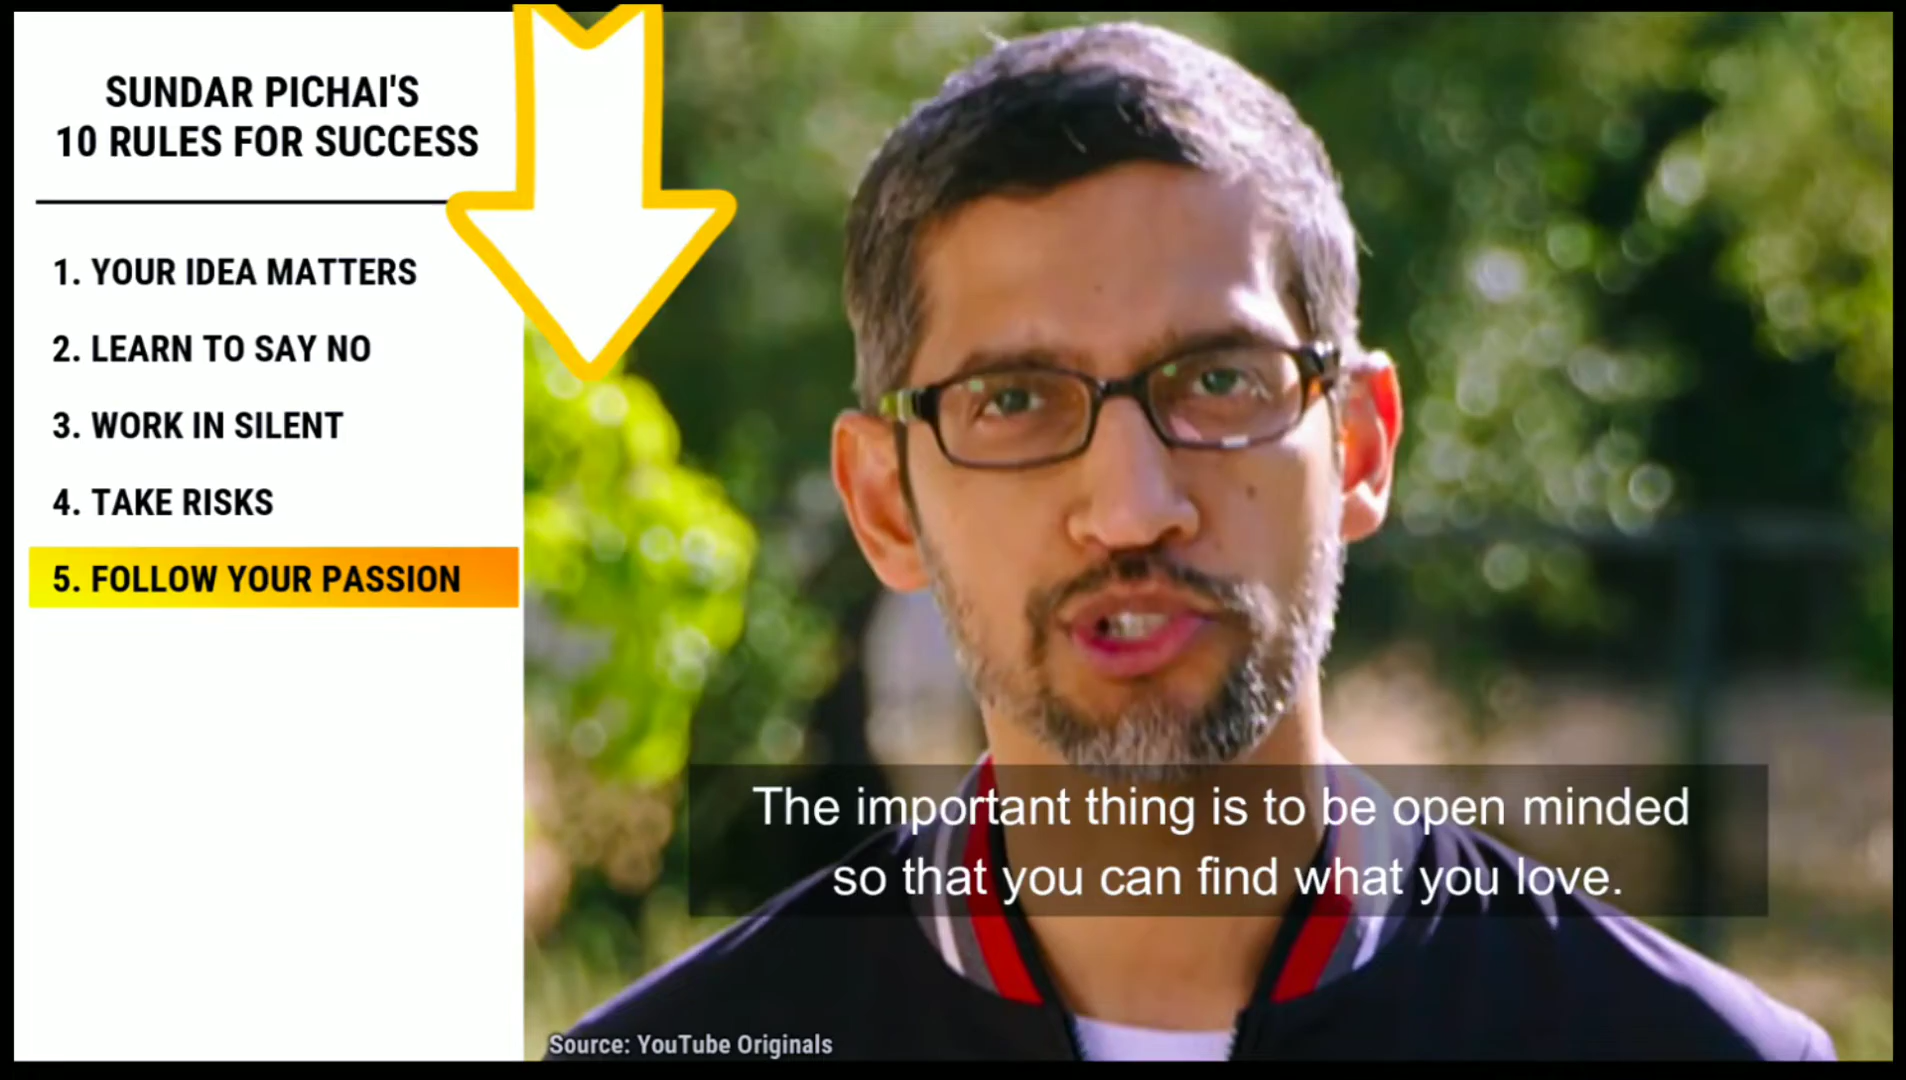 SUNDAR PICHAI'S
10 RULES FOR SUCCESS
1. YOUR IDEA MATTERS
2. LEARN TO SAY NO
3. WORK IN SILENT
4. TAKE RISKS
5. FOLLOW YOUR PASSION
The important thing is to be open minded
so that you can find what you love.
Source: YouTube Originals